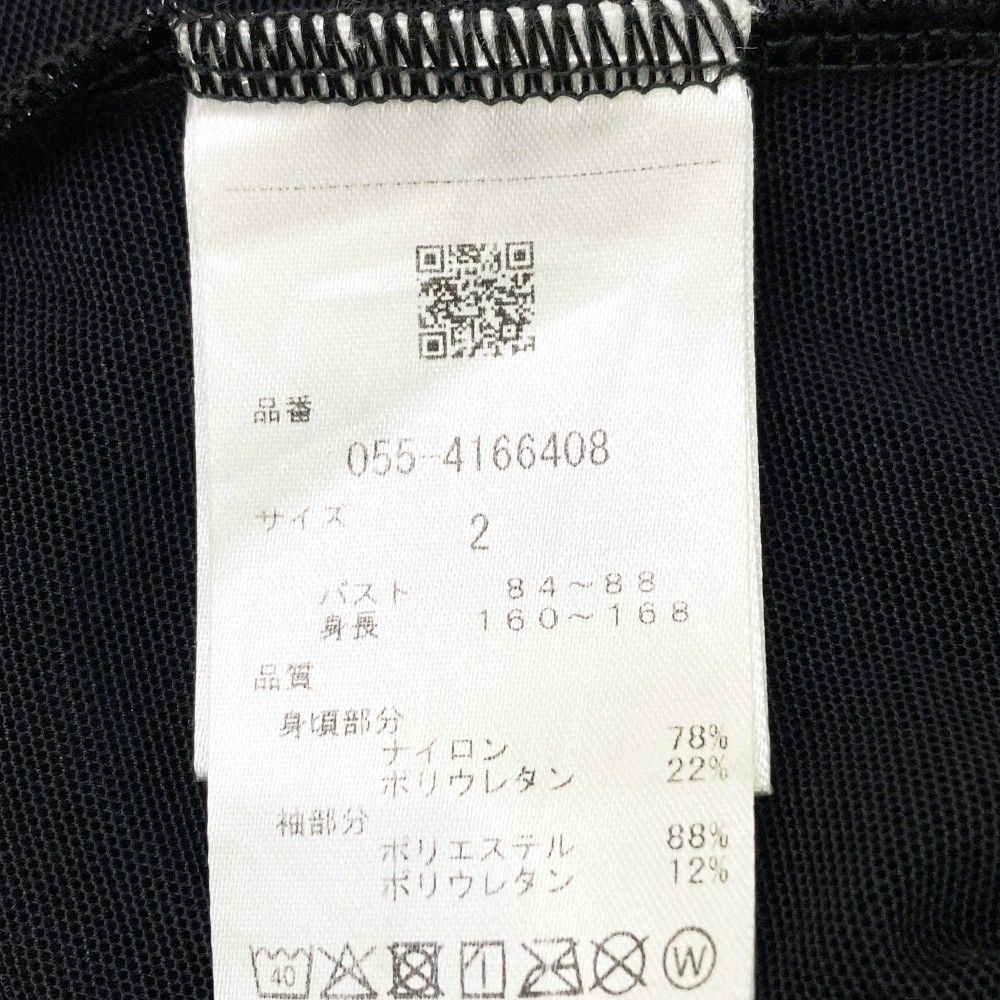 品番
055-4166408
サイズ 2
バスト 84～88
身長 160～168
品質
身頃部分
ナイロン 78%
ポリウレタン 22%
袖部分
ポリエステル 88%
ポリウレタン 12%
40 W